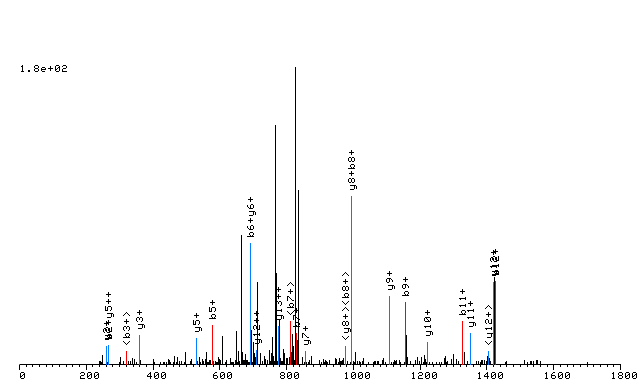 1.8e+02
y8+b8+
b6+y6+
y12+
b12+
y9+
b9+
y13++
<b7+>
b7+
<y8+><b8+>
y5++
<b3+>
y3+
y5+
b5+
y12++
y7+
y10+
b11+
y11+
<y12+>
0 200 400 600 800 1000 1200 1400 1600 1800